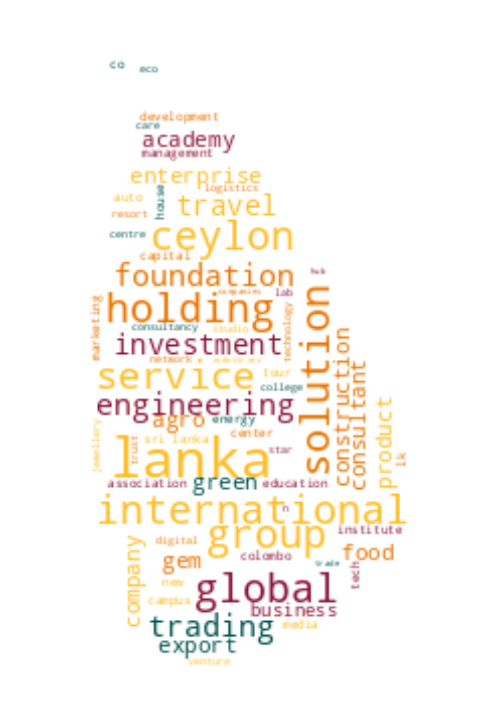 co
eco
development
care
academy
management
enterprise
logistics
house
auto
travel
resort
centre
ceylon
capital
hub
foundation
companies
lab
holding
marketing
solution
technology
consultancy
studio
construction
investment
network
industries
consultant
service
tour
college
product
engineering
agro
energy
jewellery
center
trust
sri lanka
lanka
star
lk
association
green
education
international
n
group
institute
company
digital
colombo
food
gem
trade
tech
new
global
campus
business
trading
media
export
venture